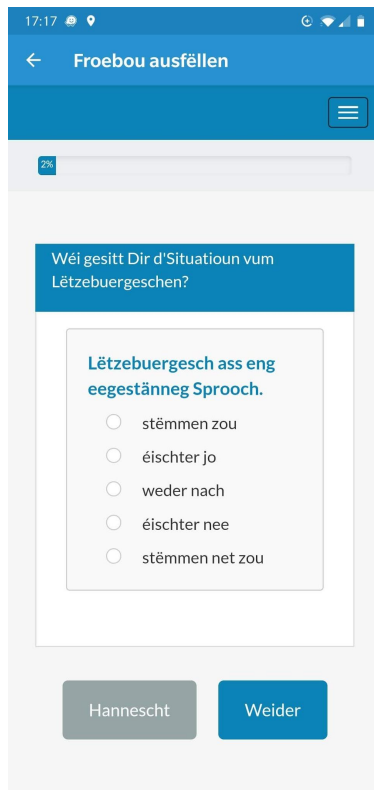 17:17
Froebou ausfëllen
2%
Wéi gesitt Dir d'Situatioun vum
Lëtzebuergeschen?
Lëtzebuergesch ass eng
eegestänneg Sprooch.
stëmmen zou
éischter jo
weder nach
éischter nee
stëmmen net zou
Hannescht
Weider